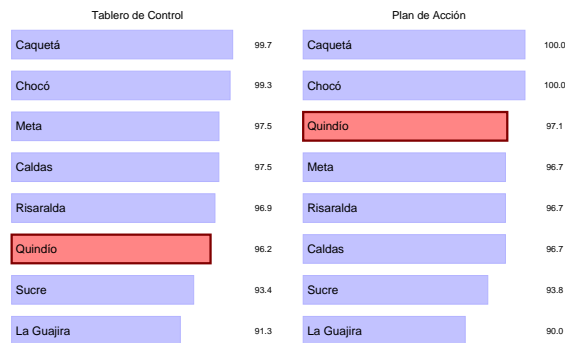 Tablero de Control
Caquetá 99.7
Chocó 99.3
Meta 97.5
Caldas 97.5
Risaralda 96.9
Quindío 96.2
Sucre 93.4
La Guajira 91.3
Plan de Acción
Caquetá 100.0
Chocó 100.0
Quindío 97.1
Meta 96.7
Risaralda 96.7
Caldas 96.7
Sucre 93.8
La Guajira 90.0